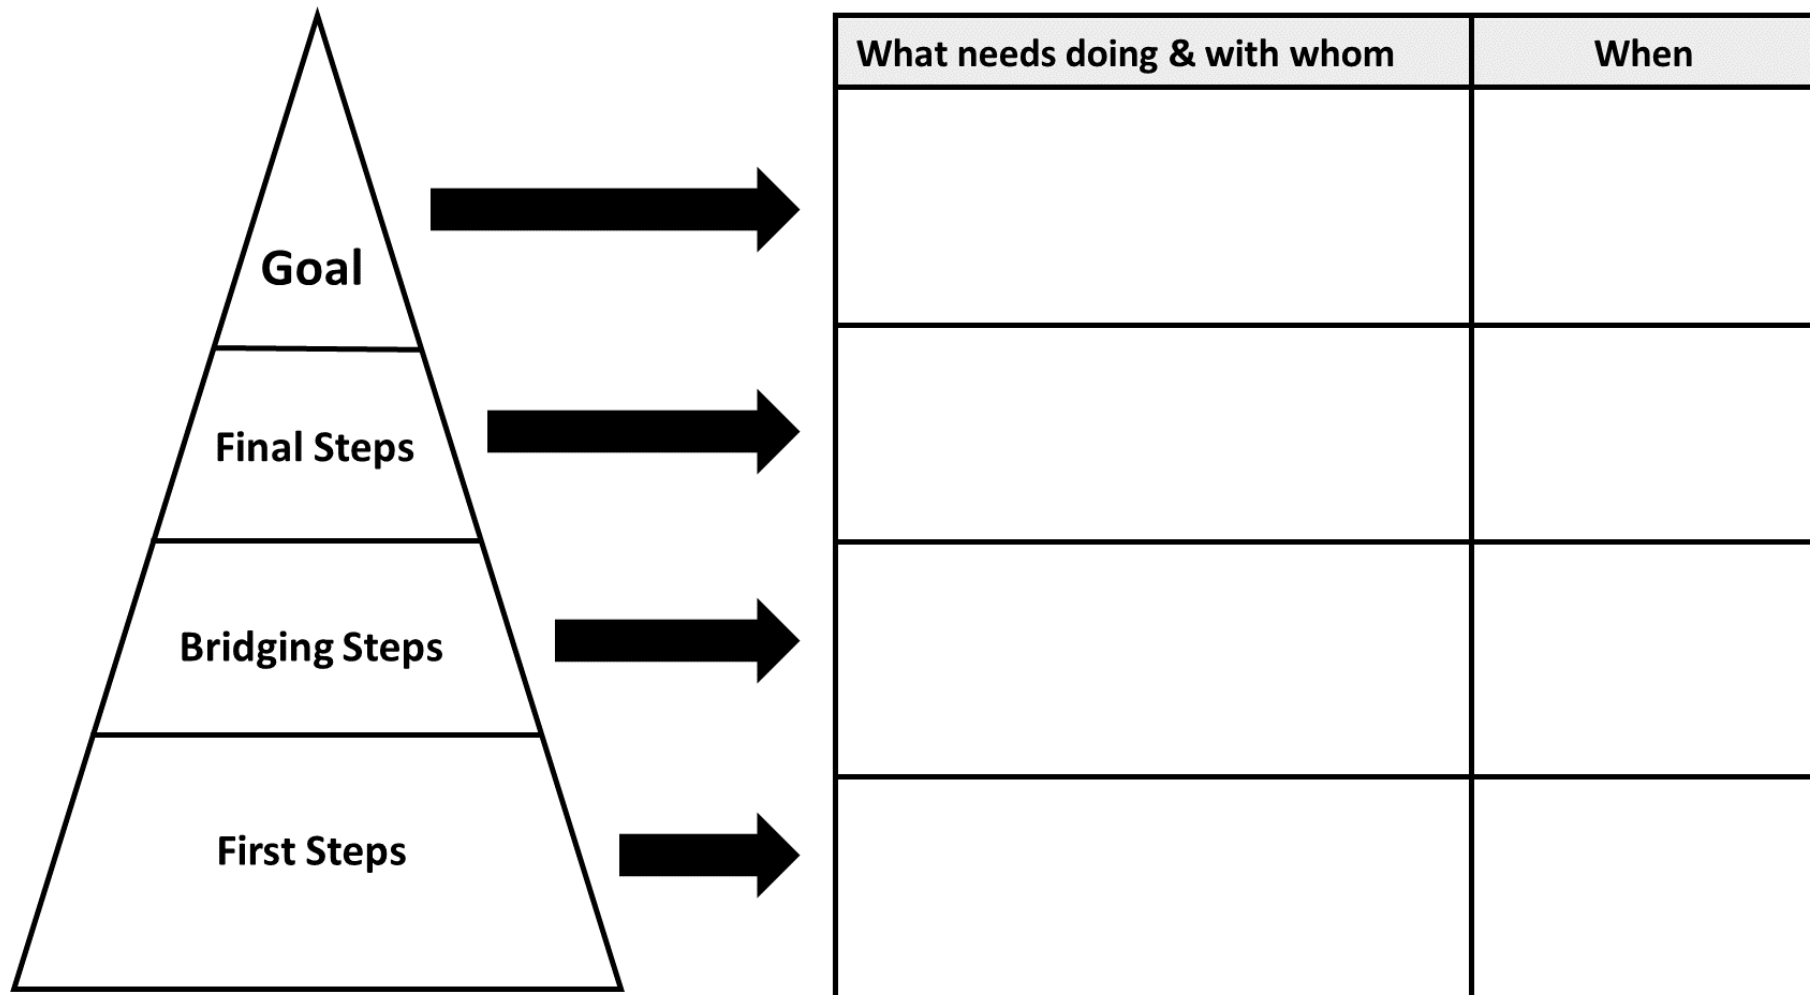 What needs doing & with whom
When
Goal
Final Steps
Bridging Steps
First Steps